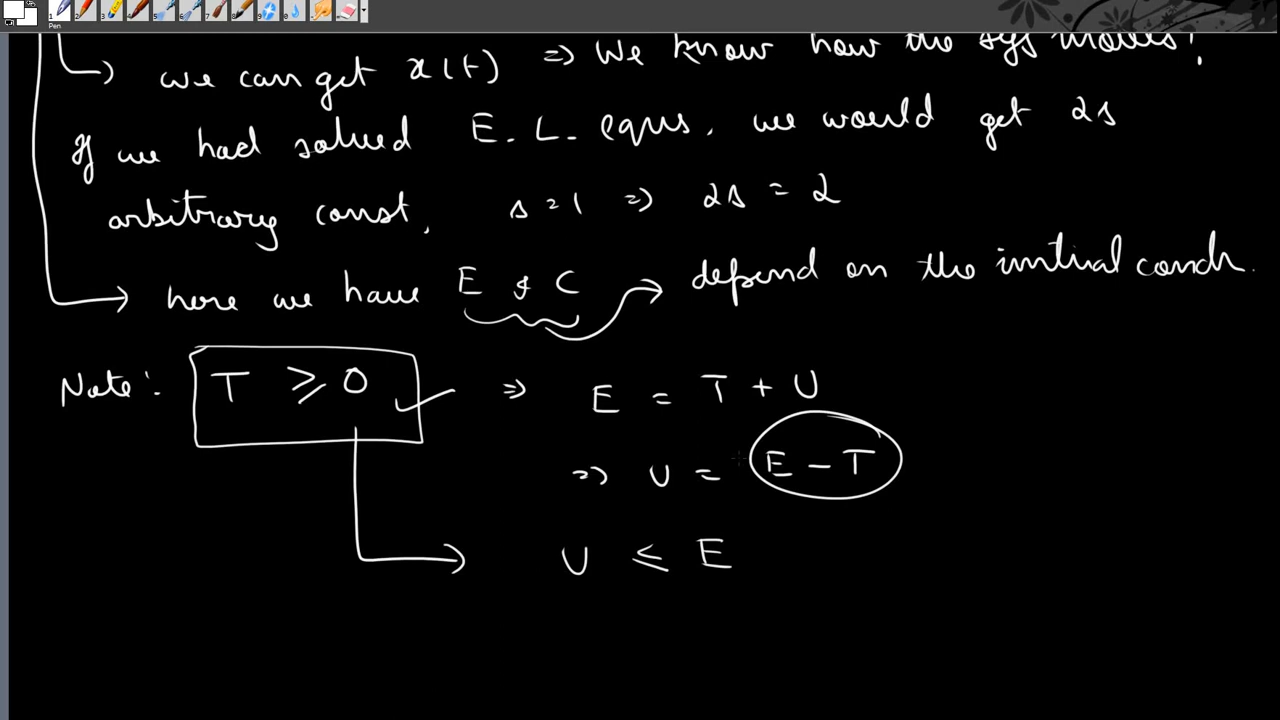 we can get x(t) => We know how the sys moves!
If we had solved E. L. equs. we would get 2s
arbitrary const. s = 1 => 2s = 2
here we have E & C depend on the initial condn.
Note: T ≥ 0 => E = T + U
=> U = E - T
U ≤ E